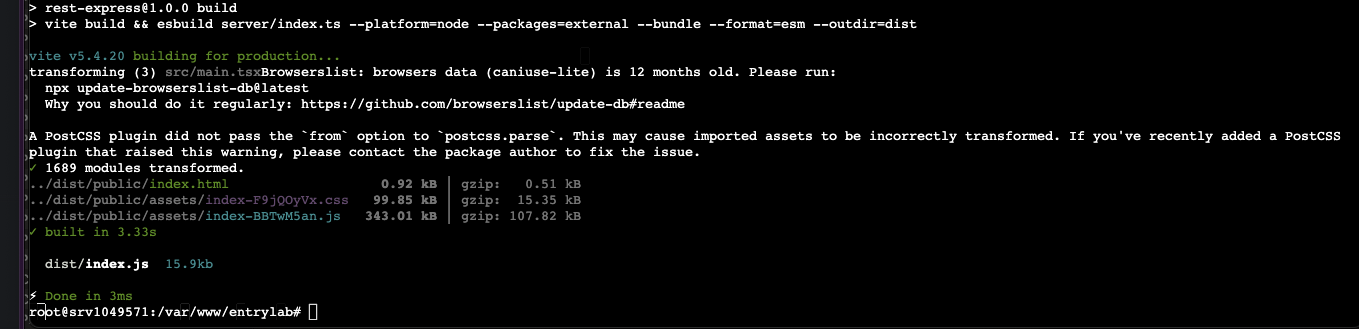 > rest-express@1.0.0 build
> vite build && esbuild server/index.ts --platform=node --packages=external --bundle --format=esm --outdir=dist
vite v5.4.20 building for production...
transforming (3) src/main.tsxBrowserslist: browsers data (caniuse-lite) is 12 months old. Please run:
  npx update-browserslist-db@latest
  Why you should do it regularly: https://github.com/browserslist/update-db#readme
A PostCSS plugin did not pass the `from` option to `postcss.parse`. This may cause imported assets to be incorrectly transformed. If you've recently added a PostCSS
plugin that raised this warning, please contact the package author to fix the issue.
✓ 1689 modules transformed.
../dist/public/index.html                   0.92 kB │ gzip:   0.51 kB
../dist/public/assets/index-F9jQOyVx.css   99.85 kB │ gzip:  15.35 kB
../dist/public/assets/index-BBTwM5an.js   343.01 kB │ gzip: 107.82 kB
✓ built in 3.33s
  dist/index.js  15.9kb
⚡ Done in 3ms
root@srv1049571:/var/www/entrylab#